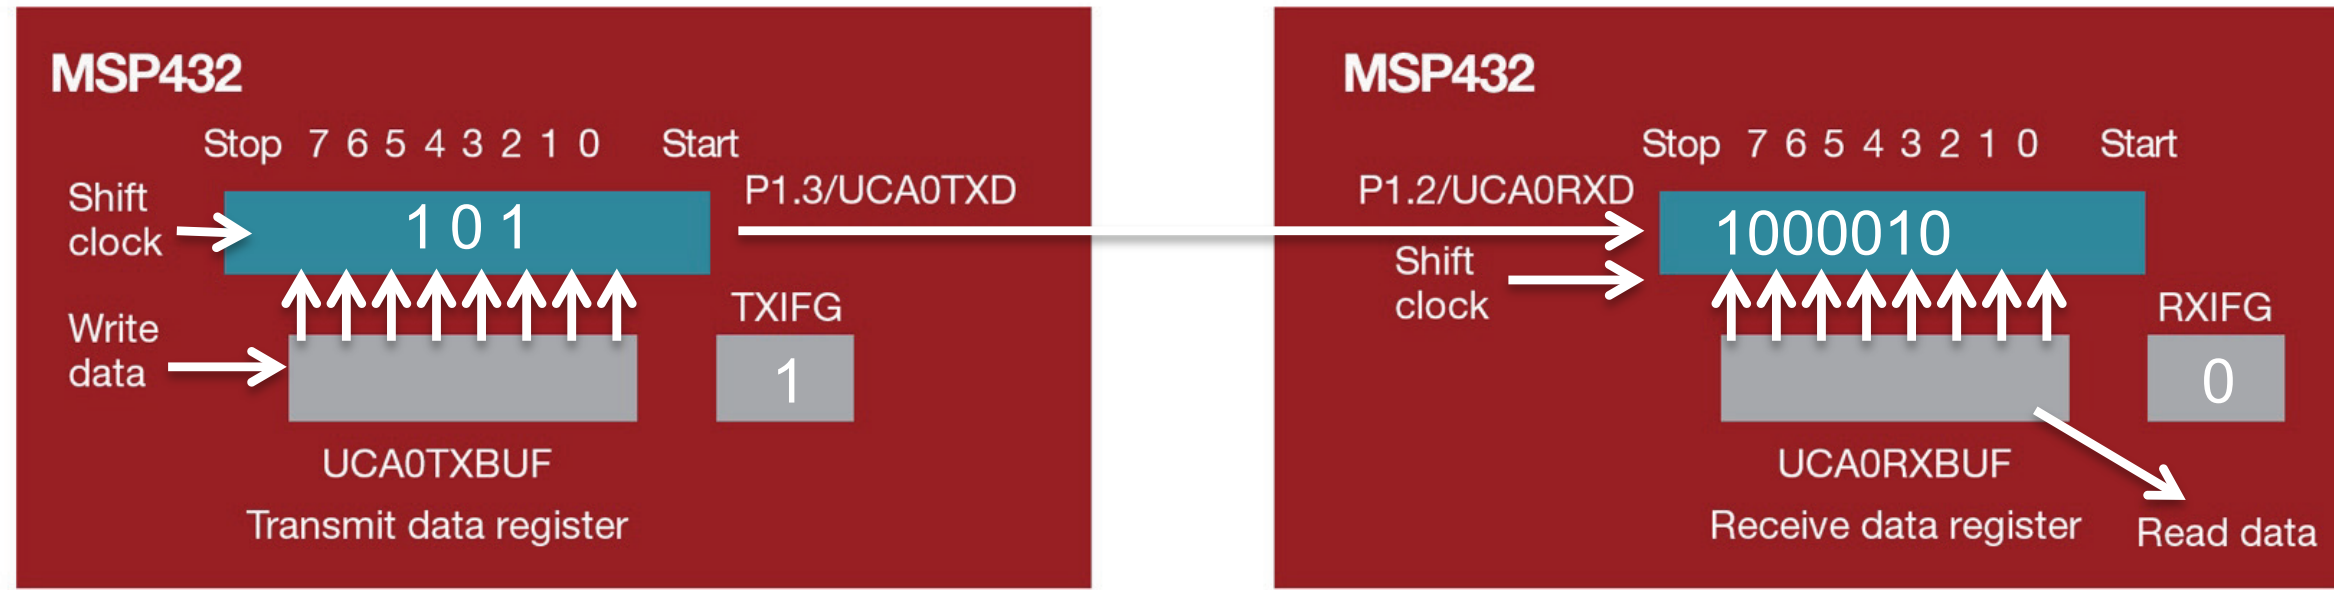 MSP432
Stop 7 6 5 4 3 2 1 0 Start
Shift
clock
1 0 1
P1.3/UCA0TXD
Write
data
TXIFG
1
UCA0TXBUF
Transmit data register
MSP432
Stop 7 6 5 4 3 2 1 0 Start
P1.2/UCA0RXD
1000010
Shift
clock
RXIFG
0
UCA0RXBUF
Receive data register
Read data